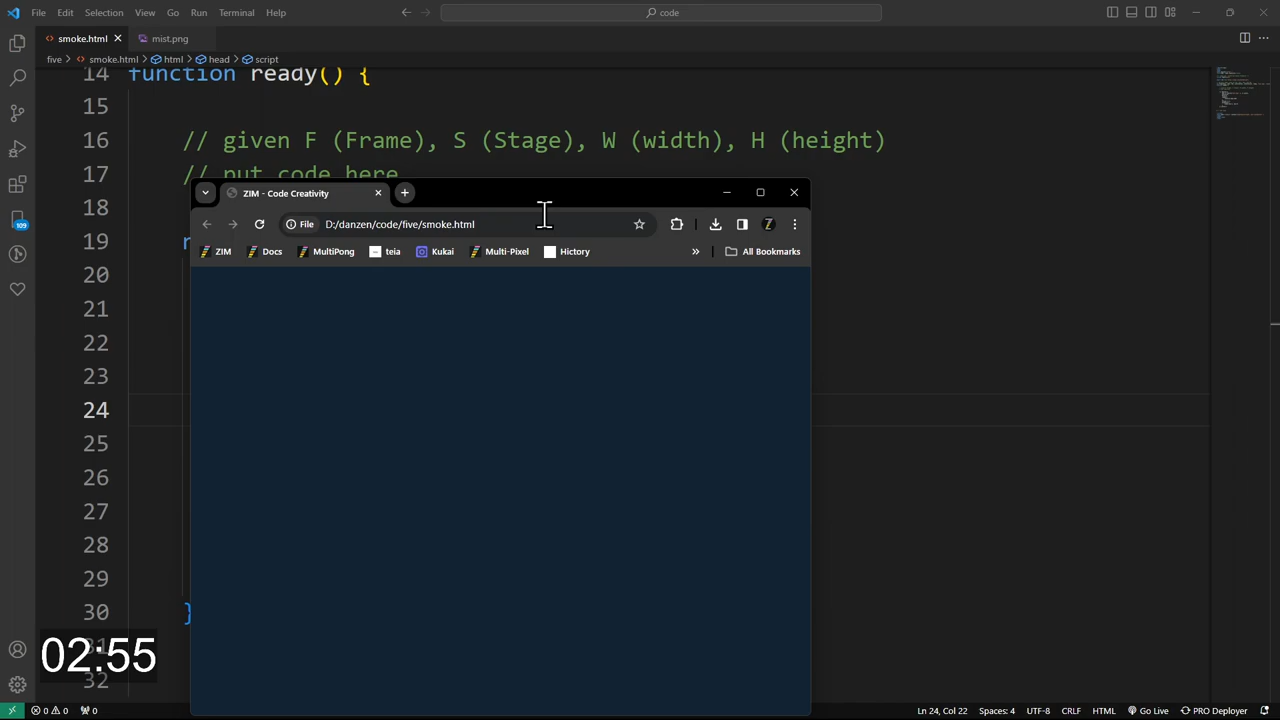 File Edit Selection View Go Run Terminal Help
code
smoke.html
mist.png
five > smoke.html > html > head > script
14 function ready() {
15
16 // given F (Frame), S (Stage), W (width), H (height)
17 // put code here
18
19
20
21
22
23
24
25
26
27
28
29
30 }
32
ZIM - Code Creativity
File D:/danzen/code/five/smoke.html
ZIM Docs MultiPong teia Kukai Multi-Pixel Hictory » All Bookmarks
109
02:55
0 0 0
Ln 24, Col 22 Spaces: 4 UTF-8 CRLF HTML Go Live PRO Deployer